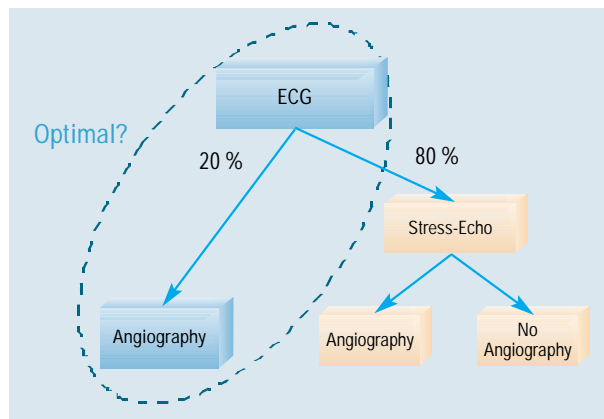 ECG
Optimal?
20 %
80 %
Stress-Echo
Angiography
Angiography
No
Angiography